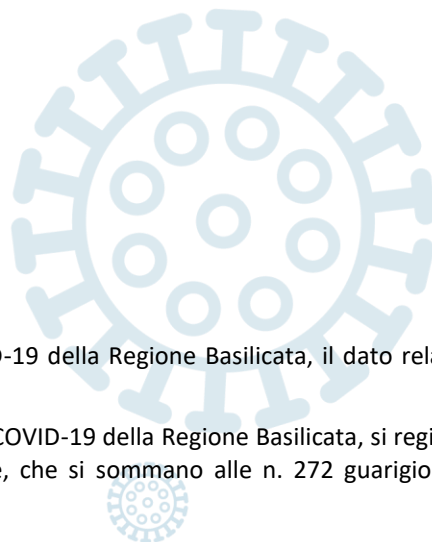 -19 della Regione Basilicata, il dato rela
COVID-19 della Regione Basilicata, si regi
, che si sommano alle n. 272 guarigio